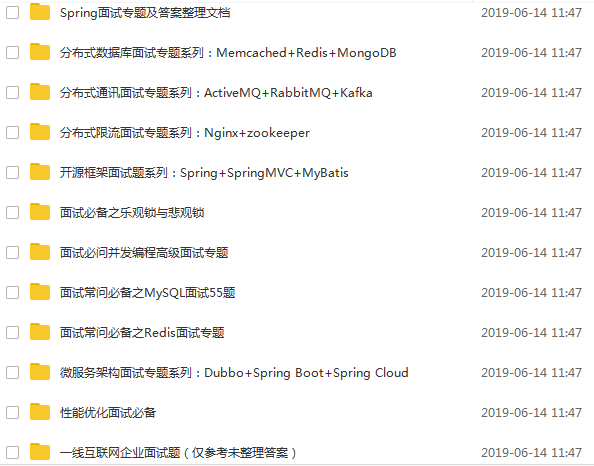 Spring面试专题及答案整理文档 2019-06-14 11:47
分布式数据库面试专题系列：Memcached+Redis+MongoDB 2019-06-14 11:47
分布式通讯面试专题系列：ActiveMQ+RabbitMQ+Kafka 2019-06-14 11:47
分布式限流面试专题系列：Nginx+zookeeper 2019-06-14 11:47
开源框架面试题系列：Spring+SpringMVC+MyBatis 2019-06-14 11:47
面试必备之乐观锁与悲观锁 2019-06-14 11:47
面试必问并发编程高级面试专题 2019-06-14 11:47
面试常问必备之MySQL面试55题 2019-06-14 11:47
面试常问必备之Redis面试专题 2019-06-14 11:47
微服务架构面试专题系列：Dubbo+Spring Boot+Spring Cloud 2019-06-14 11:47
性能优化面试必备 2019-06-14 11:47
一线互联网企业面试题（仅参考未整理答案） 2019-06-14 11:47